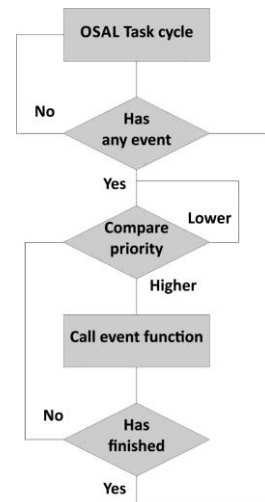 OSAL Task cycle
No
Has
any event
Yes
Lower
Compare
priority
Higher
Call event function
No
Has
finished
Yes